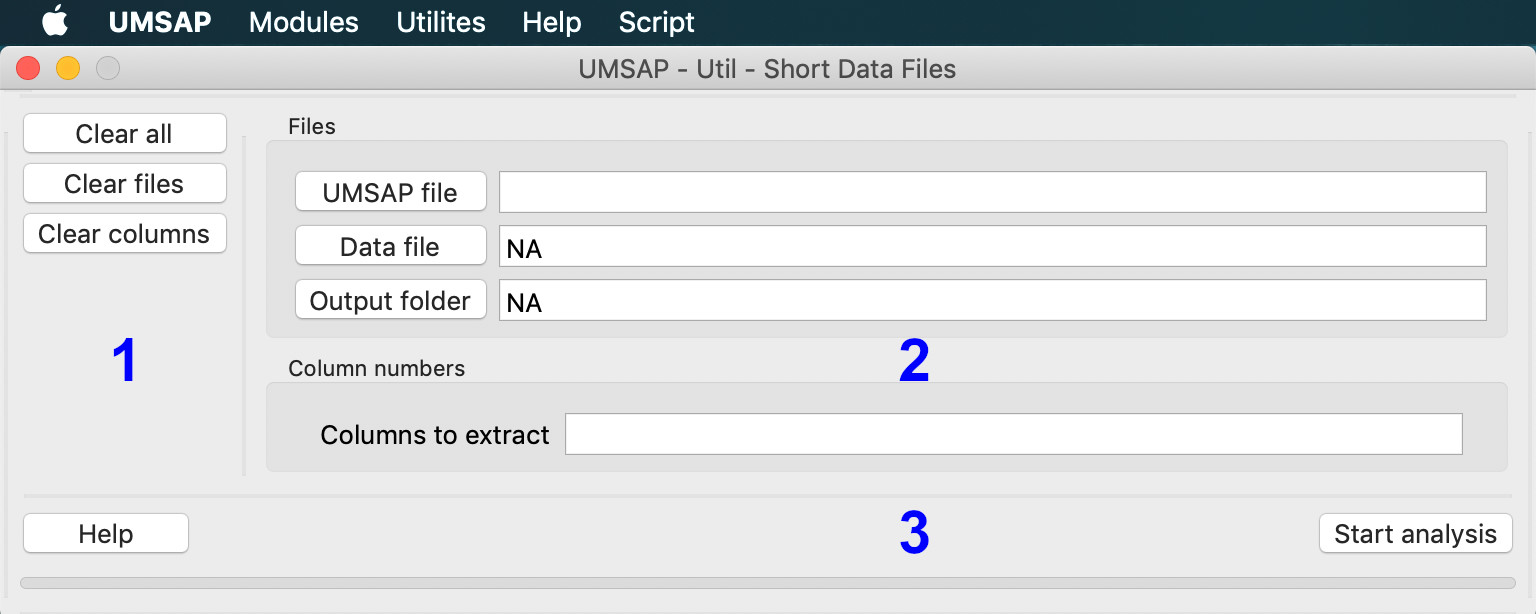 UMSAP Modules Utilites Help Script
UMSAP - Util - Short Data Files
Clear all
Clear files
Clear columns
1
Files
UMSAP file
Data file NA
Output folder NA
2
Column numbers
Columns to extract
Help
3
Start analysis